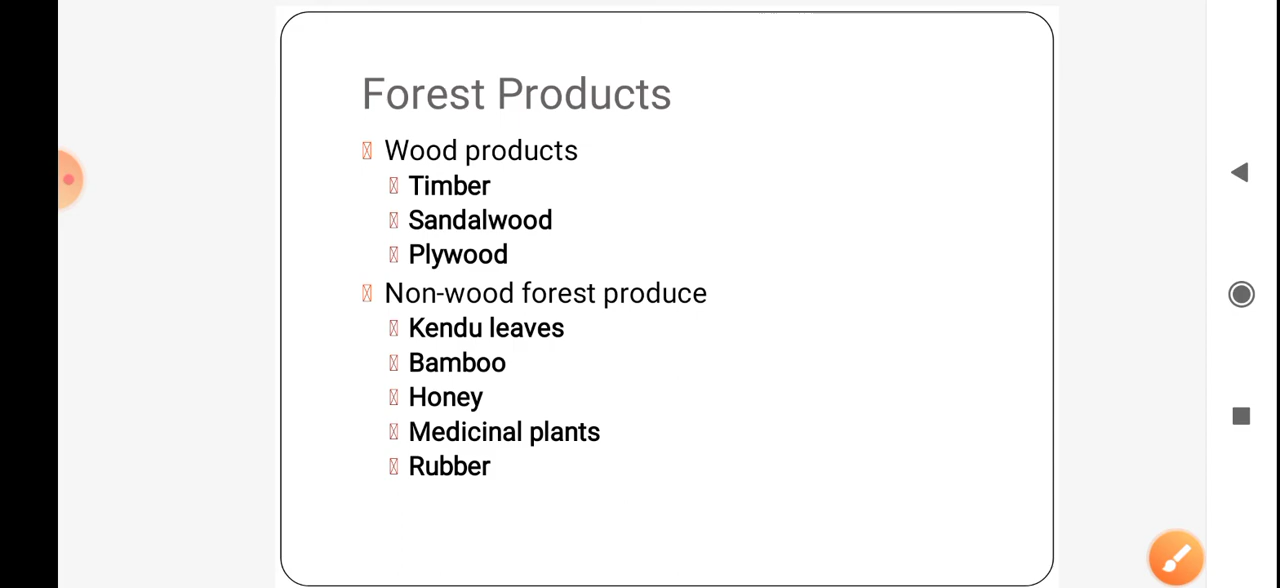 Forest Products
Wood products
Timber
Sandalwood
Plywood
Non-wood forest produce
Kendu leaves
Bamboo
Honey
Medicinal plants
Rubber